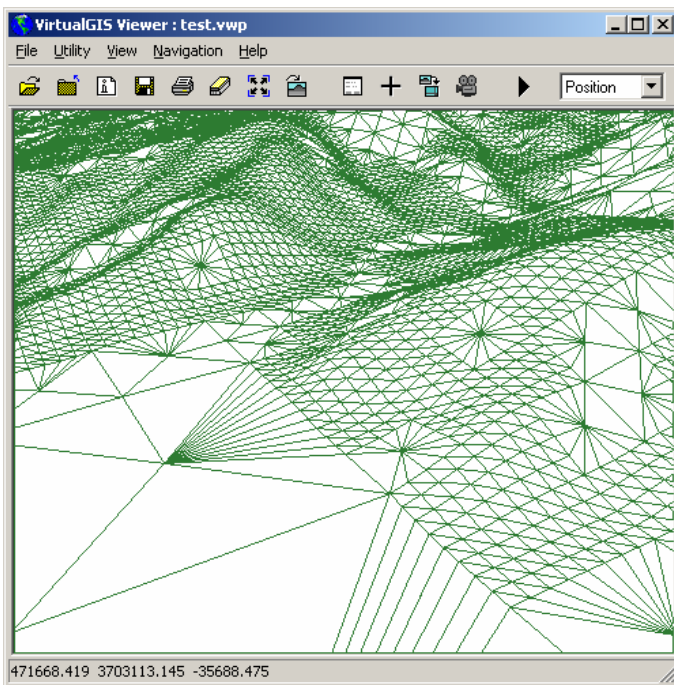 VirtualGIS Viewer : test.vwp
File Utility View Navigation Help
Position
471668.419 3703113.145 -35688.475